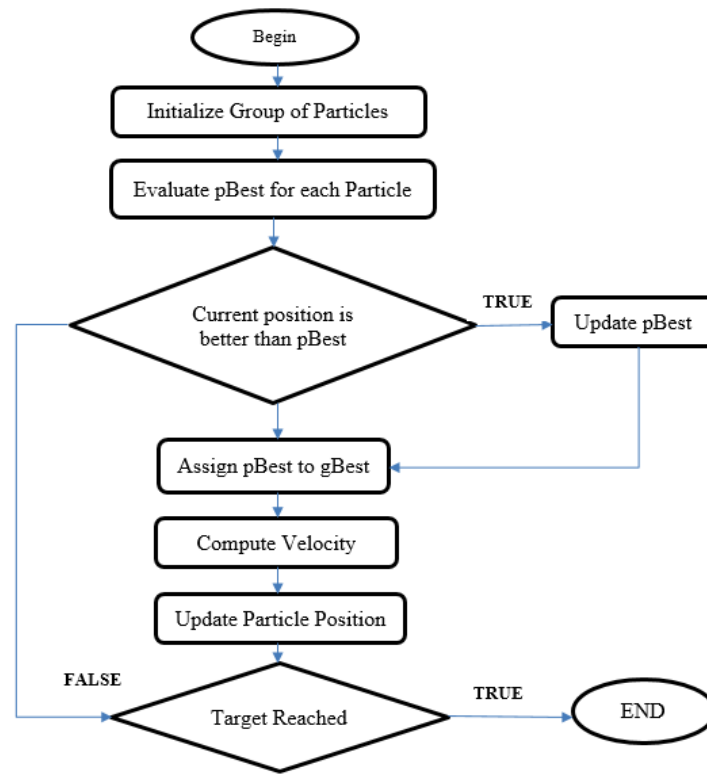 Begin
Initialize Group of Particles
Evaluate pBest for each Particle
Current position is
better than pBest
TRUE
Update pBest
Assign pBest to gBest
Compute Velocity
Update Particle Position
FALSE
Target Reached
TRUE
END